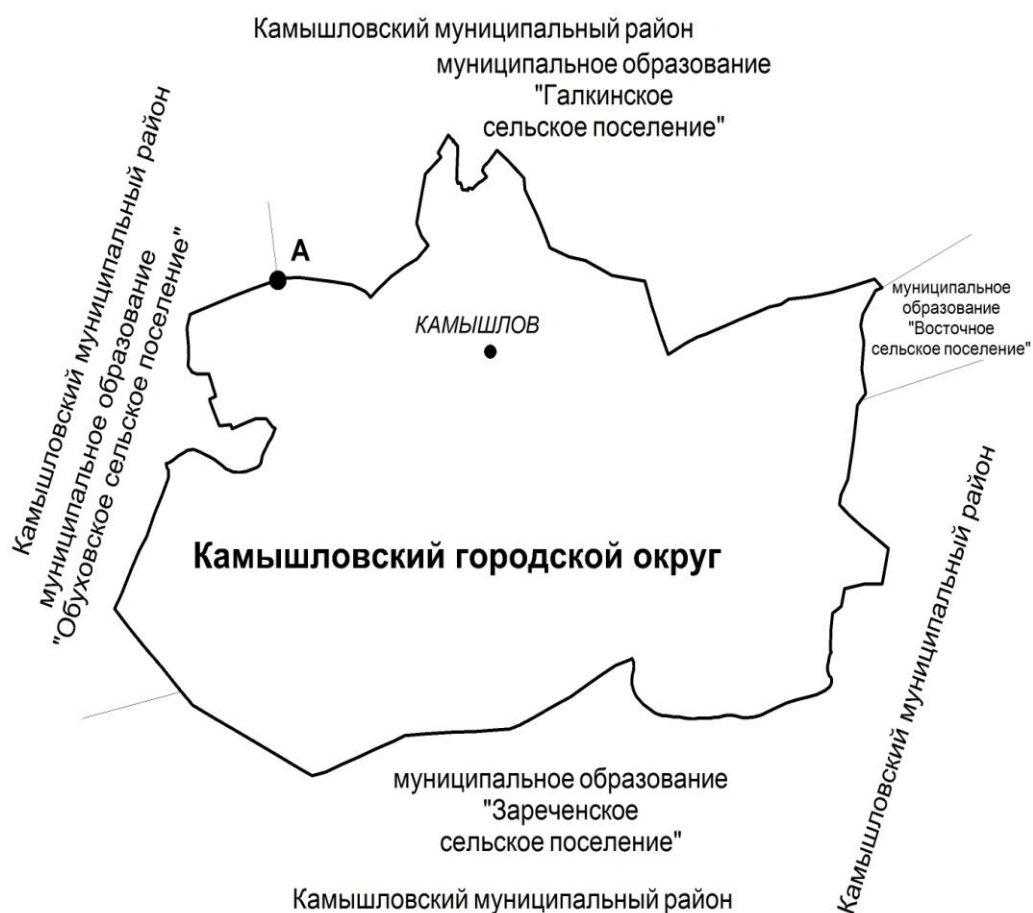 Камышловский муниципальный район
муниципальное образование
"Галкинское
сельское поселение"
Камышловский муниципальный район
муниципальное образование
"Обуховское сельское поселение"
А
КАМЫШЛОВ
муниципальное
образование
"Восточное
сельское поселение"
Камышловский городской округ
Камышловский муниципальный район
муниципальное образование
"Зареченское
сельское поселение"
Камышловский муниципальный район